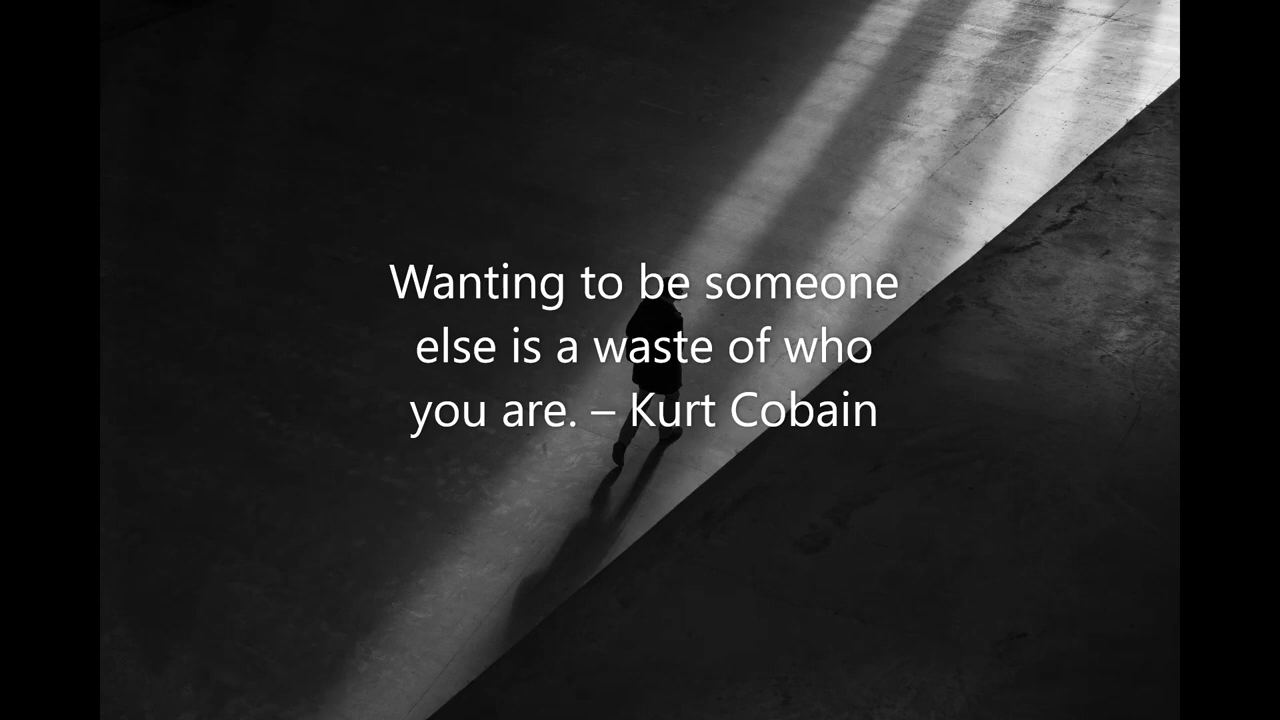 Wanting to be someone
else is a waste of who
you are. – Kurt Cobain